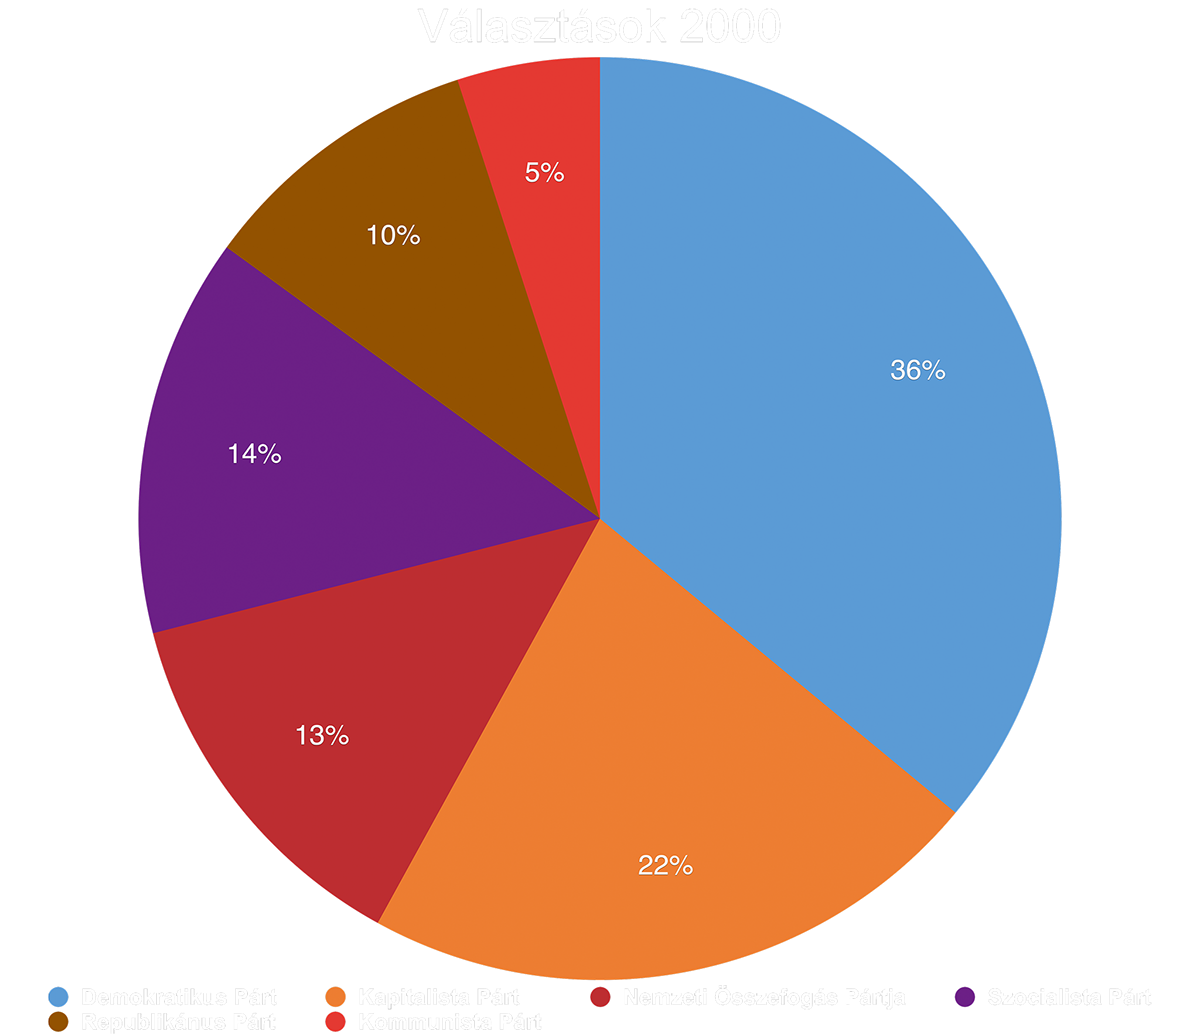 Választások 2000
5%
10%
36%
14%
13%
22%
Demokratikus Párt Kapitalista Párt Nemzeti Összefogás Pártja Szocialista Párt
Republikánus Párt Kommunista Párt